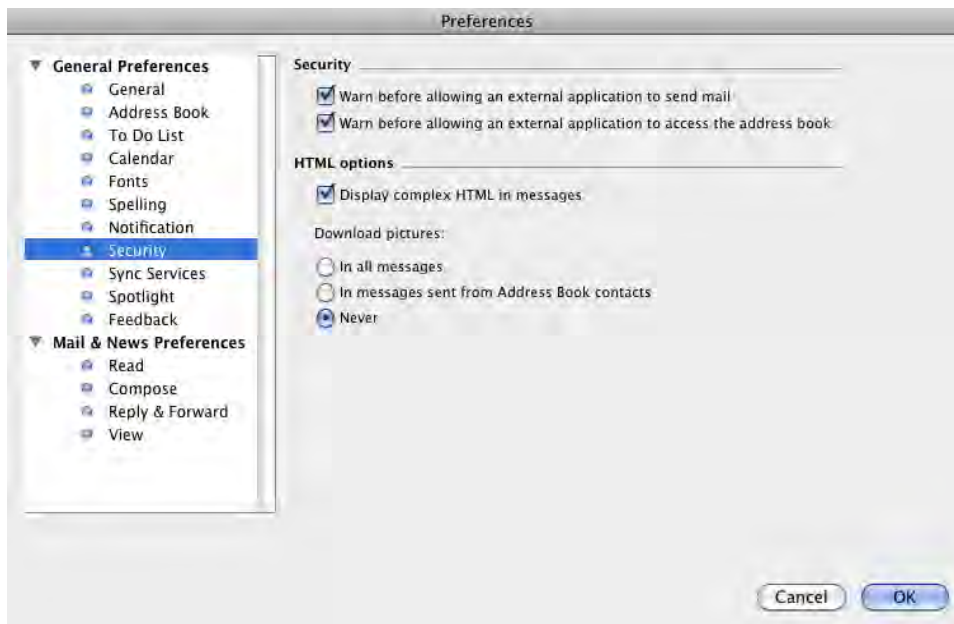 Preferences
General Preferences
General
Address Book
To Do List
Calendar
Fonts
Spelling
Notification
Security
Sync Services
Spotlight
Feedback
Mail & News Preferences
Read
Compose
Reply & Forward
View
Security
Warn before allowing an external application to send mail
Warn before allowing an external application to access the address book
HTML options
Display complex HTML in messages
Download pictures:
In all messages
In messages sent from Address Book contacts
Never
Cancel
OK